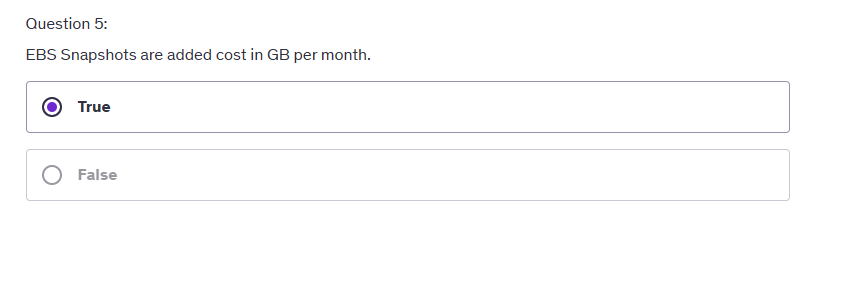 Question 5:
EBS Snapshots are added cost in GB per month.
True
False